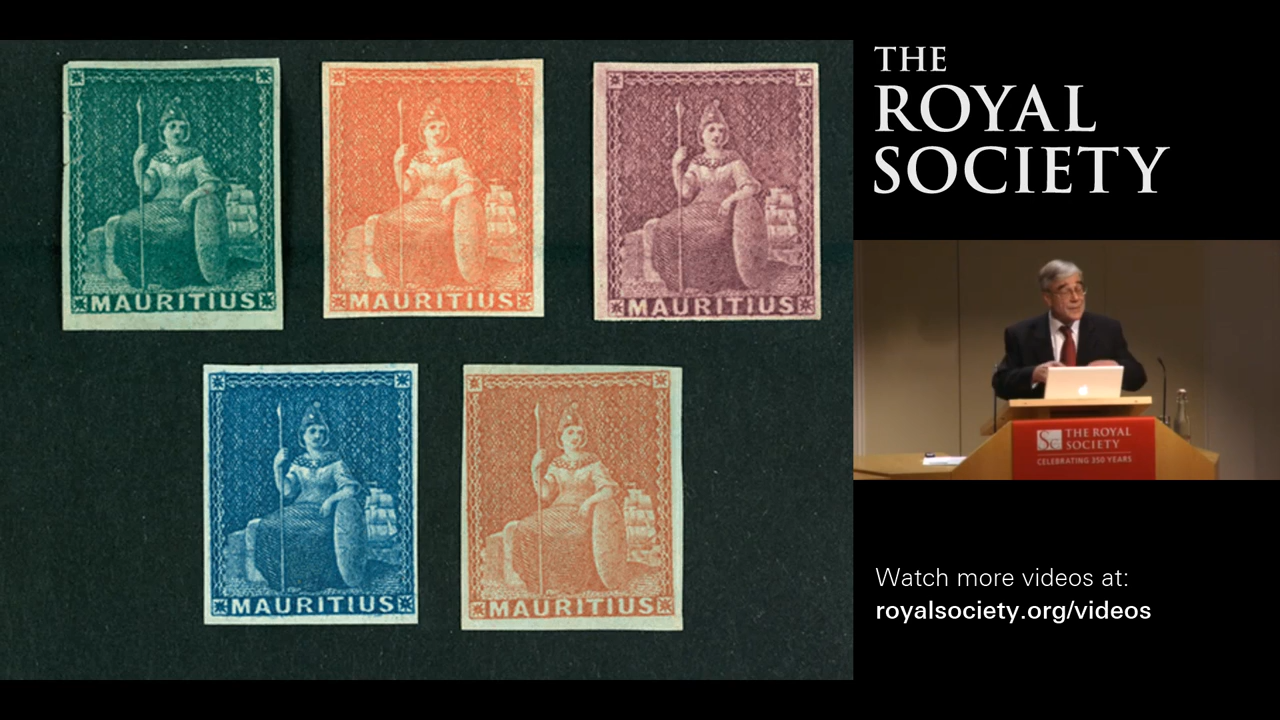 MAURITIUS
MAURITIUS
MAURITIUS
MAURITIUS
MAURITIUS
THE
ROYAL
SOCIETY
THE ROYAL
SOCIETY
CELEBRATING 350 YEARS
Watch more videos at:
royalsociety.org/videos